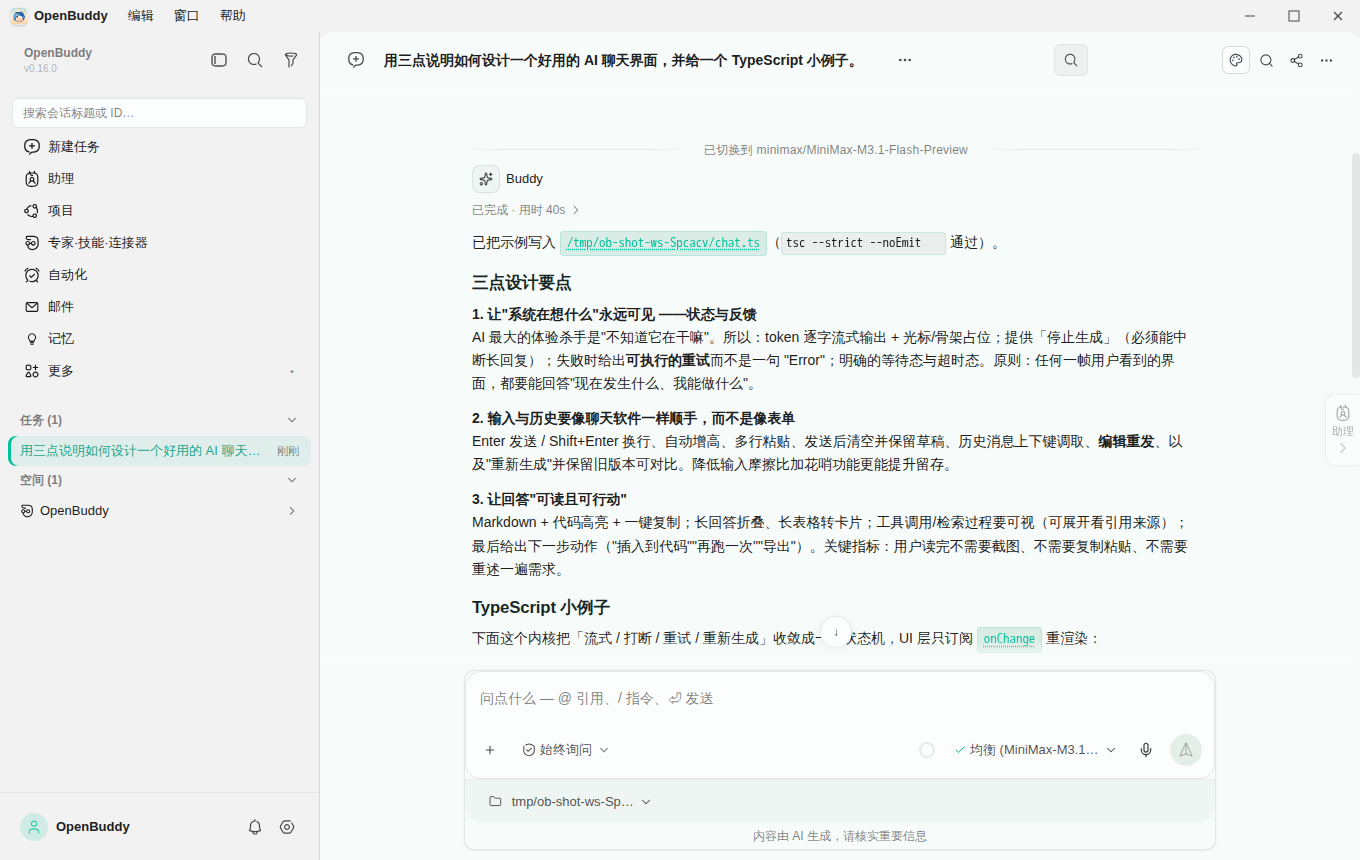 OpenBuddy 编辑 窗口 帮助
OpenBuddy
v0.16.0
搜索会话标题或 ID…
新建任务
助理
项目
专家·技能·连接器
自动化
邮件
记忆
更多
任务 (1)
用三点说明如何设计一个好用的 AI 聊天… 刚刚
空间 (1)
OpenBuddy
OpenBuddy
用三点说明如何设计一个好用的 AI 聊天界面，并给一个 TypeScript 小例子。
已切换到 minimax/MiniMax-M3.1-Flash-Preview
Buddy
已完成 · 用时 40s
已把示例写入 /tmp/ob-shot-ws-Spcacv/chat.ts （tsc --strict --noEmit 通过）。
三点设计要点
1. 让"系统在想什么"永远可见 ——状态与反馈
AI 最大的体验杀手是"不知道它在干嘛"。所以：token 逐字流式输出 + 光标/骨架占位；提供「停止生成」（必须能中
断长回复）；失败时给出可执行的重试而不是一句 "Error"；明确的等待态与超时态。原则：任何一帧用户看到的界
面，都要能回答"现在发生什么、我能做什么"。
2. 输入与历史要像聊天软件一样顺手，而不是像表单
Enter 发送 / Shift+Enter 换行、自动增高、多行粘贴、发送后清空并保留草稿、历史消息上下键调取、编辑重发、以
及"重新生成"并保留旧版本可对比。降低输入摩擦比加花哨功能更能提升留存。
3. 让回答"可读且可行动"
Markdown + 代码高亮 + 一键复制；长回答折叠、长表格转卡片；工具调用/检索过程要可视（可展开看引用来源）；
最后给出下一步动作（"插入到代码""再跑一次""导出"）。关键指标：用户读完不需要截图、不需要复制粘贴、不需要
重述一遍需求。
TypeScript 小例子
下面这个内核把「流式 / 打断 / 重试 / 重新生成」收敛成 状态机，UI 层只订阅 onChange 重渲染：
↓
助理
问点什么 — @ 引用、/ 指令、⏎ 发送
始终询问
均衡 (MiniMax-M3.1…
tmp/ob-shot-ws-Sp…
内容由 AI 生成，请核实重要信息